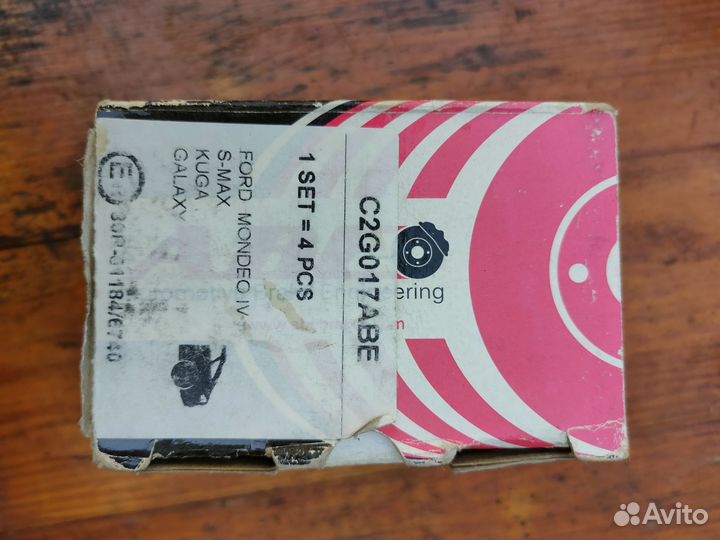 C2G017ABE
1 SET = 4 PCS
FORD MONDEO IV
S-MAX
KUGA
GALAXY
E
ering
m
Avito